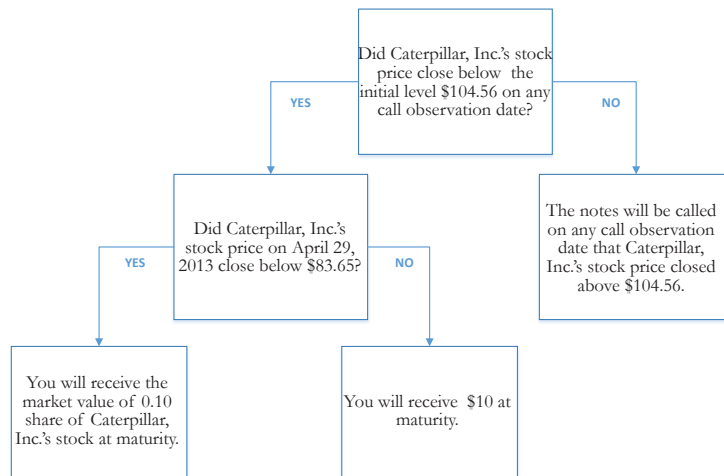 Did Caterpillar, Inc.'s stock
price close below the
initial level $104.56 on any
call observation date?
YES
NO
Did Caterpillar, Inc.'s
stock price on April 29,
2013 close below $83.65?
The notes will be called
on any call observation
date that Caterpillar,
Inc.'s stock price closed
above $104.56.
YES
NO
You will receive the
market value of 0.10
share of Caterpillar,
Inc.'s stock at maturity.
You will receive $10 at
maturity.